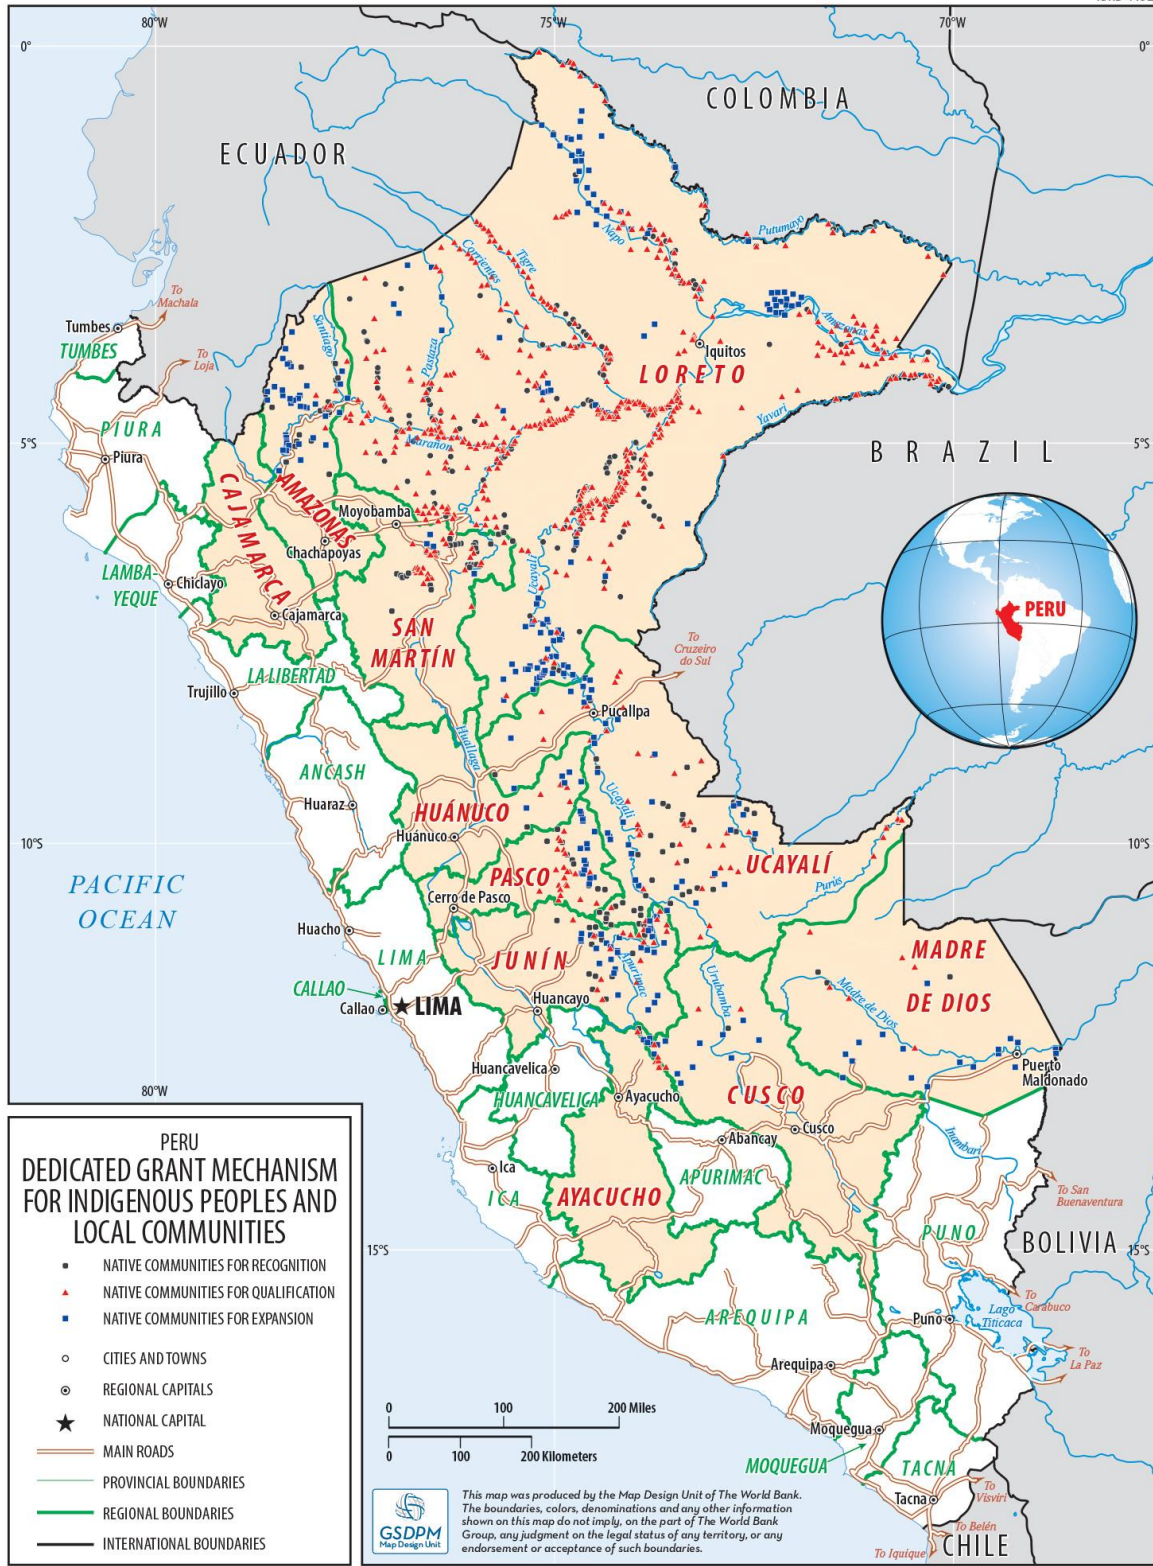 80°W
75°W
70°W
0°
0°
COLOMBIA
ECUADOR
Putumayo
Napo
Tigre
Corrientes
To
Machala
Santiago
Pastaza
Amazonas
Tumbes
TUMBES
To
Loja
Iquitos
LORETO
Yavari
PIURA
Marañon
5°S
BRAZIL
5°S
Piura
CAJAMARCA
AMAZONAS
Moyobamba
Chachapoyas
LAMBA-
YEQUE
Chiclayo
Ucayali
Cajamarca
PERU
SAN
MARTÍN
To
Cruzeiro
do Sul
LA LIBERTAD
Trujillo
Pucallpa
Huallaga
ANCASH
Huaraz
HUÁNUCO
Ucayali
Huánuco
10°S
10°S
UCAYALÍ
PASCO
Purús
PACIFIC
OCEAN
Cerro de Pasco
Huacho
MADRE
DE DIOS
LIMA
JUNÍN
Apurimac
Urubamba
Madre de Dios
CALLAO
Callao
LIMA
Huancayo
Huancavelica
Puerto
Maldonado
80°W
HUANCAVELICA
Ayacucho
CUSCO
Abancay
Cusco
Inambari
Ica
ICA
AYACUCHO
APURIMAC
To San
Buenaventura
PUNO
BOLIVIA
15°S
15°S
To
Carabuco
Lago
Titicaca
AREQUIPA
Puno
To
La Paz
Arequipa
Moquegua
MOQUEGUA
TACNA
To
Visviri
Tacna
To Belén
To Iquique
CHILE
PERU
DEDICATED GRANT MECHANISM
FOR INDIGENOUS PEOPLES AND
LOCAL COMMUNITIES
NATIVE COMMUNITIES FOR RECOGNITION
NATIVE COMMUNITIES FOR QUALIFICATION
NATIVE COMMUNITIES FOR EXPANSION
CITIES AND TOWNS
REGIONAL CAPITALS
NATIONAL CAPITAL
MAIN ROADS
PROVINCIAL BOUNDARIES
REGIONAL BOUNDARIES
INTERNATIONAL BOUNDARIES
0 100 200 Miles
0 100 200 Kilometers
GSDPM
Map Design Unit
This map was produced by the Map Design Unit of The World Bank.
The boundaries, colors, denominations and any other information
shown on this map do not imply, on the part of The World Bank
Group, any judgment on the legal status of any territory, or any
endorsement or acceptance of such boundaries.